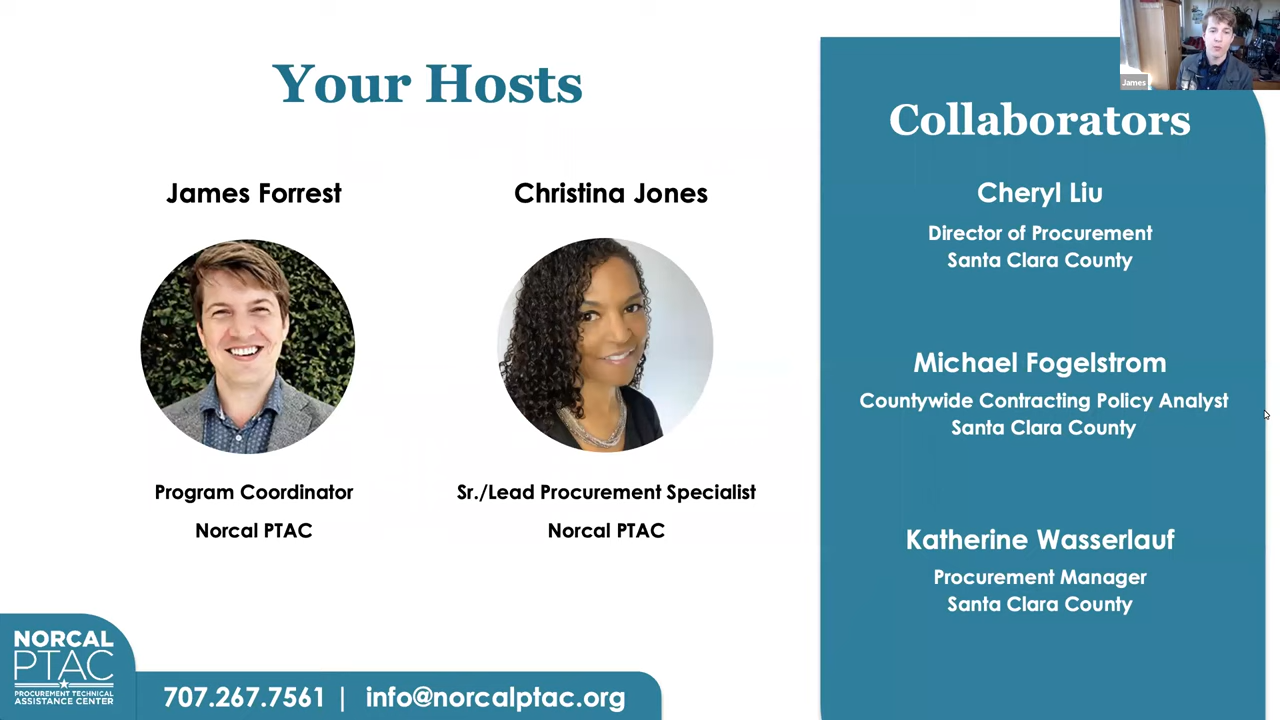 Your Hosts
James Forrest
Program Coordinator
Norcal PTAC
Christina Jones
Sr./Lead Procurement Specialist
Norcal PTAC
James
Collaborators
Cheryl Liu
Director of Procurement
Santa Clara County
Michael Fogelstrom
Countywide Contracting Policy Analyst
Santa Clara County
Katherine Wasserlauf
Procurement Manager
Santa Clara County
NORCAL
PTAC
PROCUREMENT TECHNICAL
ASSISTANCE CENTER
707.267.7561 | info@norcalptac.org